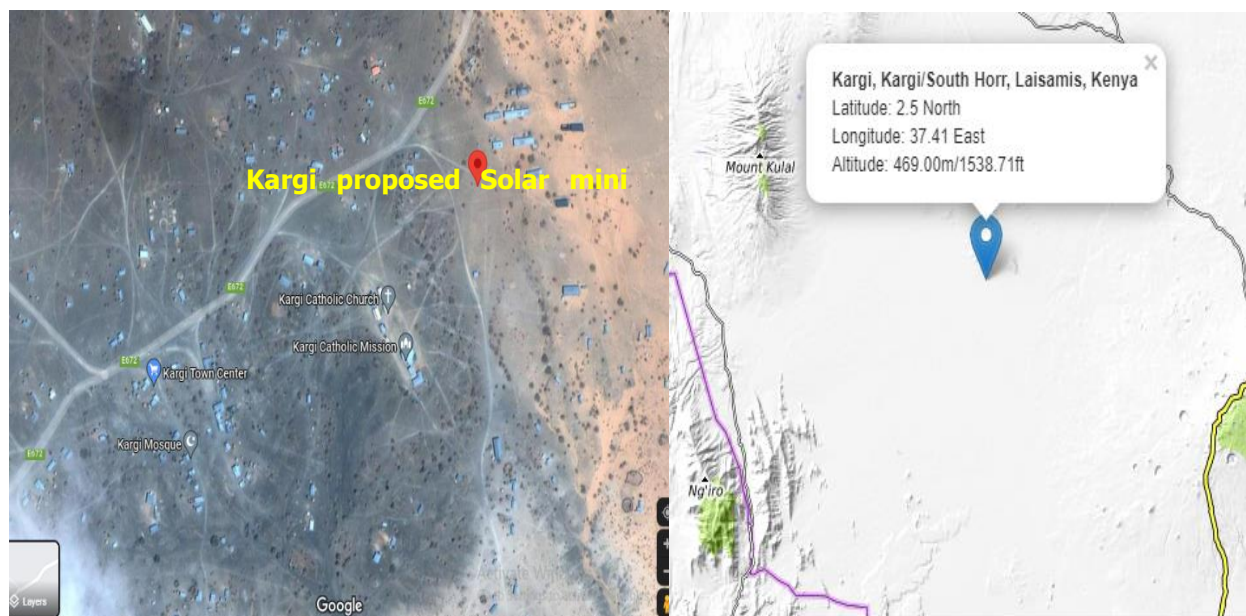 E672
Kargi proposed Solar mini
E672
E672
Kargi Catholic Church
Kargi Catholic Mission
E672
Kargi Town Center
Kargi Mosque
E672
Layers
Google
Kargi, Kargi/South Horr, Laisamis, Kenya
Latitude: 2.5 North
Longitude: 37.41 East
Altitude: 469.00m/1538.71ft
Mount Kulal
Ng'iro